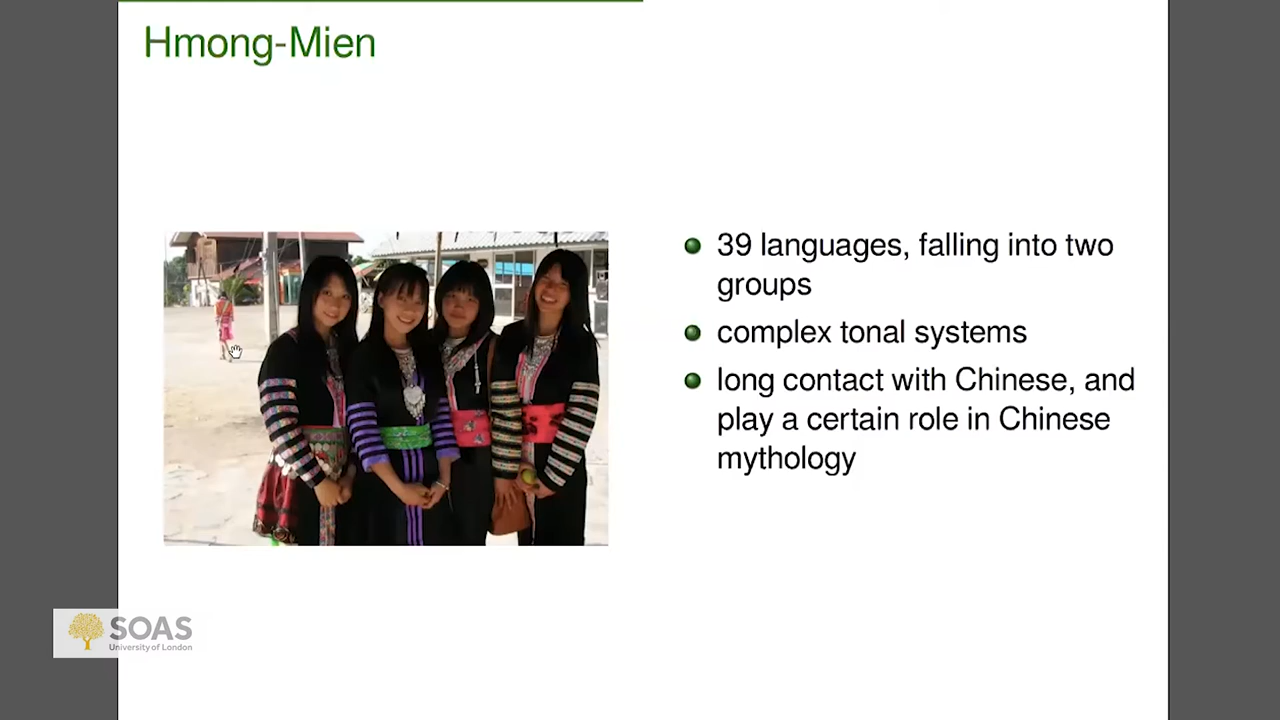 Hmong-Mien
39 languages, falling into two
groups
complex tonal systems
long contact with Chinese, and
play a certain role in Chinese
mythology
SOAS
University of London